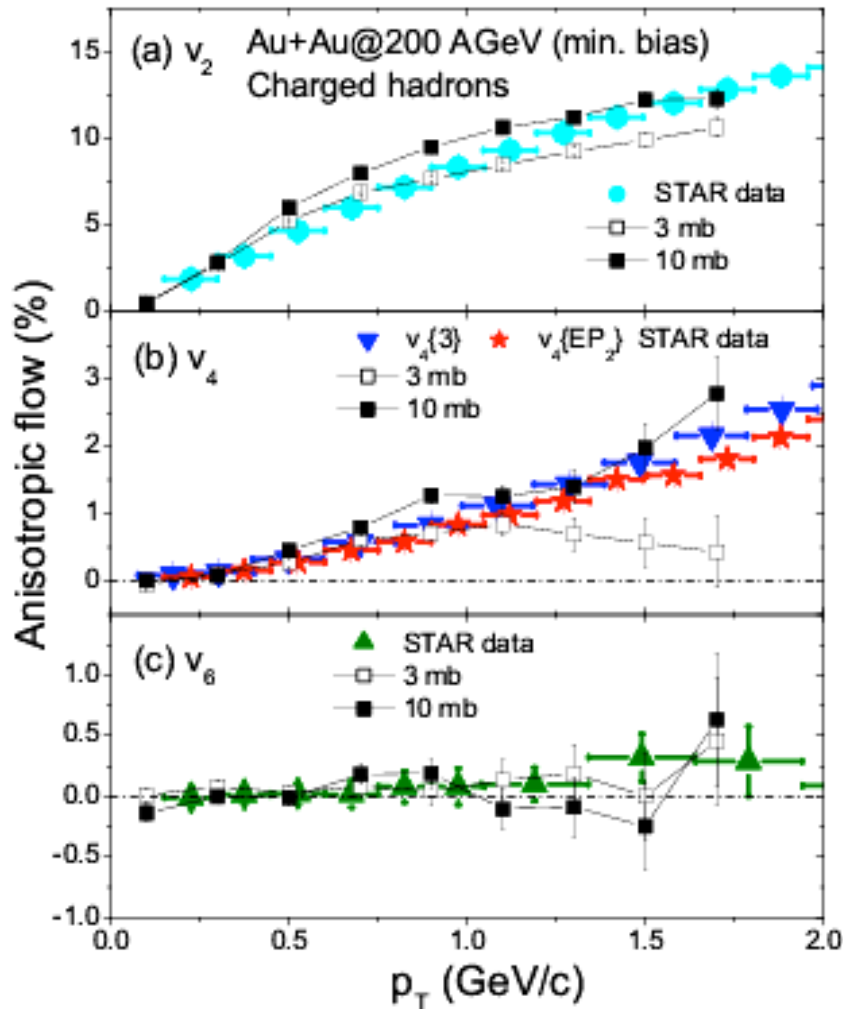 (a) v₂ Au+Au@200 AGeV (min. bias)
Charged hadrons
STAR data
3 mb
10 mb
15
10
5
0
(b) v₄
v₄{3} v₄{EP₂} STAR data
3 mb
10 mb
3
2
1
0
(c) v₆
STAR data
3 mb
10 mb
1.0
0.5
0.0
-0.5
-1.0
0.0 0.5 1.0 1.5 2.0
Anisotropic flow (%)
p_T (GeV/c)